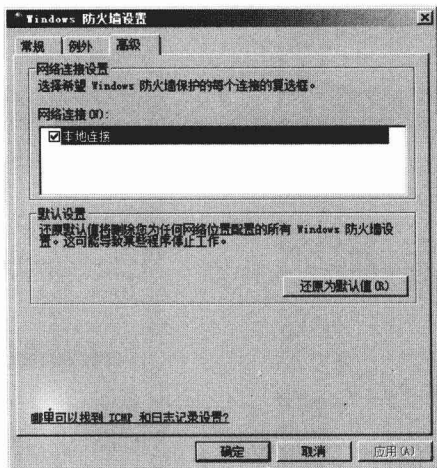 Windows 防火墙设置
常规 例外 高级
网络连接设置
选择希望 Windows 防火墙保护的每个连接的复选框。
网络连接(N):
本地连接
默认设置
还原默认值将删除您为任何网络位置配置的所有 Windows 防火墙设
置。这可能导致某些程序停止工作。
还原为默认值(R)
哪里可以找到 ICMP 和日志记录设置?
确定 取消 应用(A)